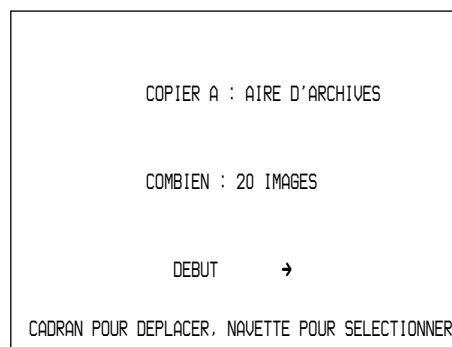 COPIER A : AIRE D'ARCHIVES
COMBIEN : 20 IMAGES
DEBUT →
CADRAN POUR DEPLACER, NAVETTE POUR SELECTIONNER